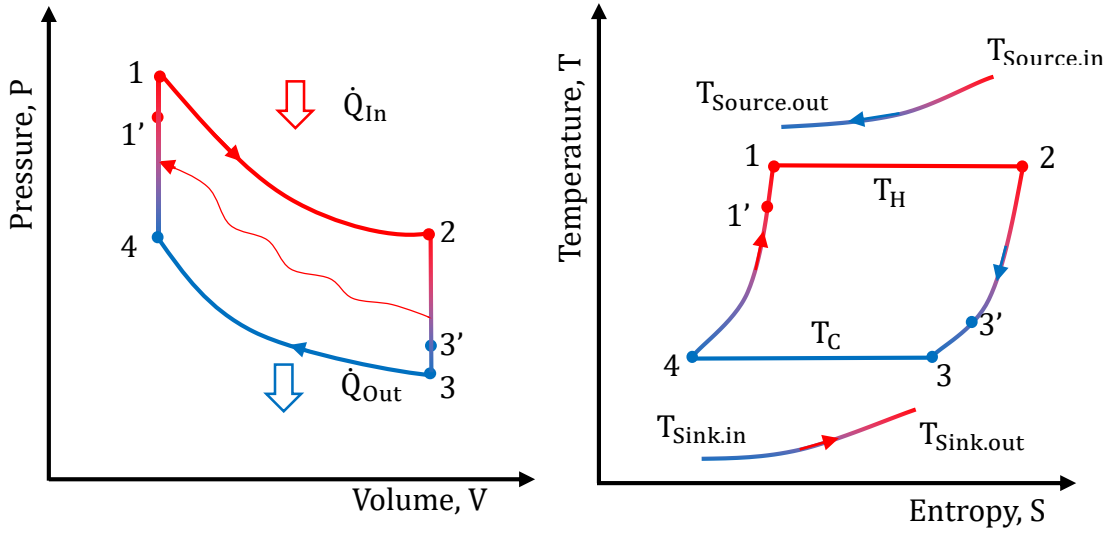 Pressure, P
1
1’
4
Q̇In
2
3’
3
Q̇Out
Volume, V
Temperature, T
TSource.in
TSource.out
1
2
TH
1’
3’
TC
4
3
TSink.in
TSink.out
Entropy, S